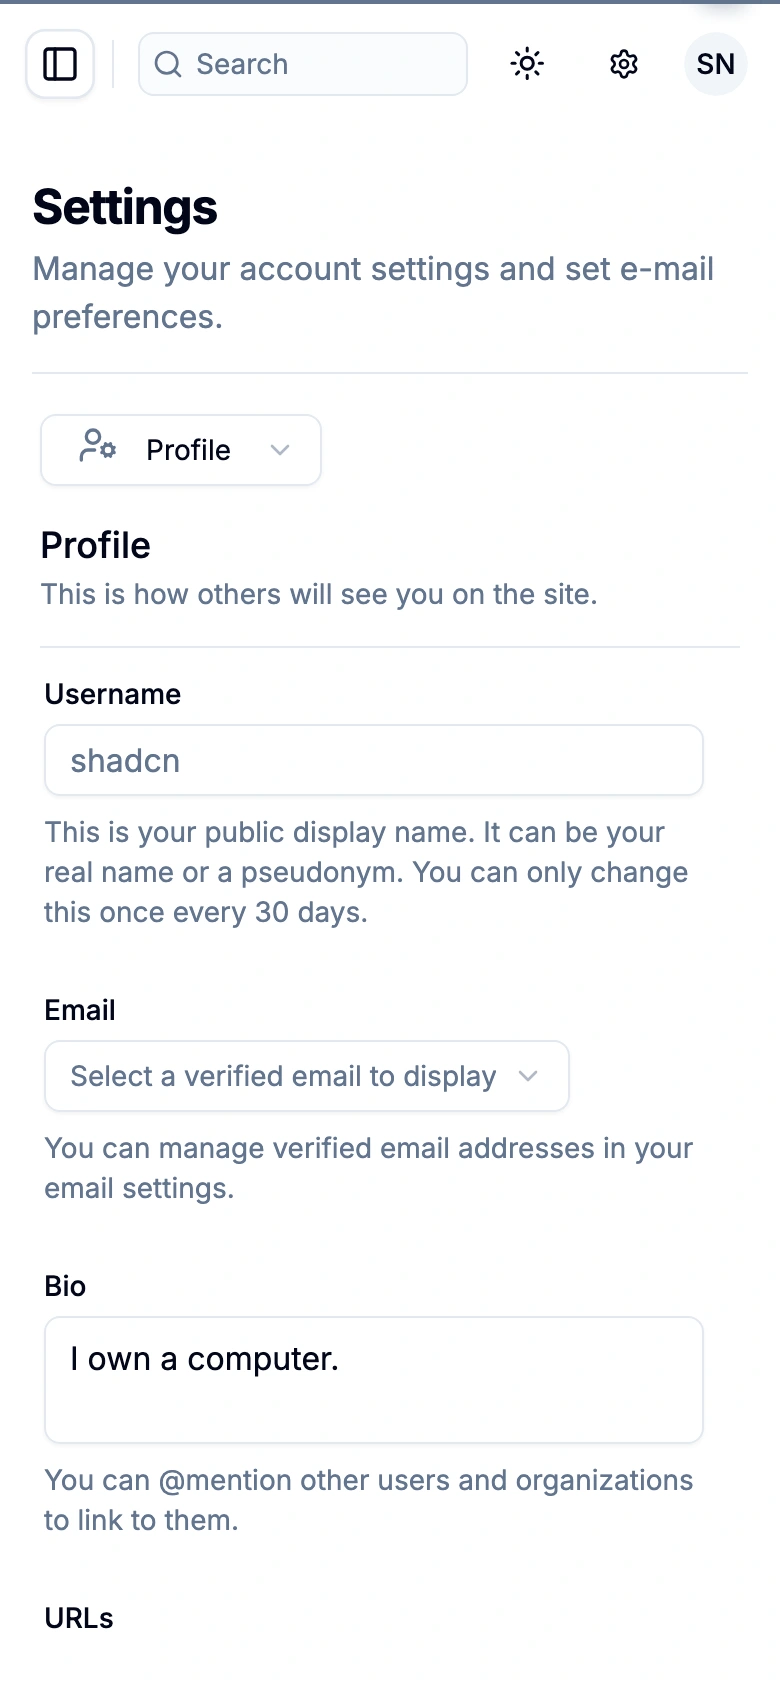 Search
SN
Settings
Manage your account settings and set e-mail
preferences.
Profile
Profile
This is how others will see you on the site.
Username
shadcn
This is your public display name. It can be your
real name or a pseudonym. You can only change
this once every 30 days.
Email
Select a verified email to display
You can manage verified email addresses in your
email settings.
Bio
I own a computer.
You can @mention other users and organizations
to link to them.
URLs